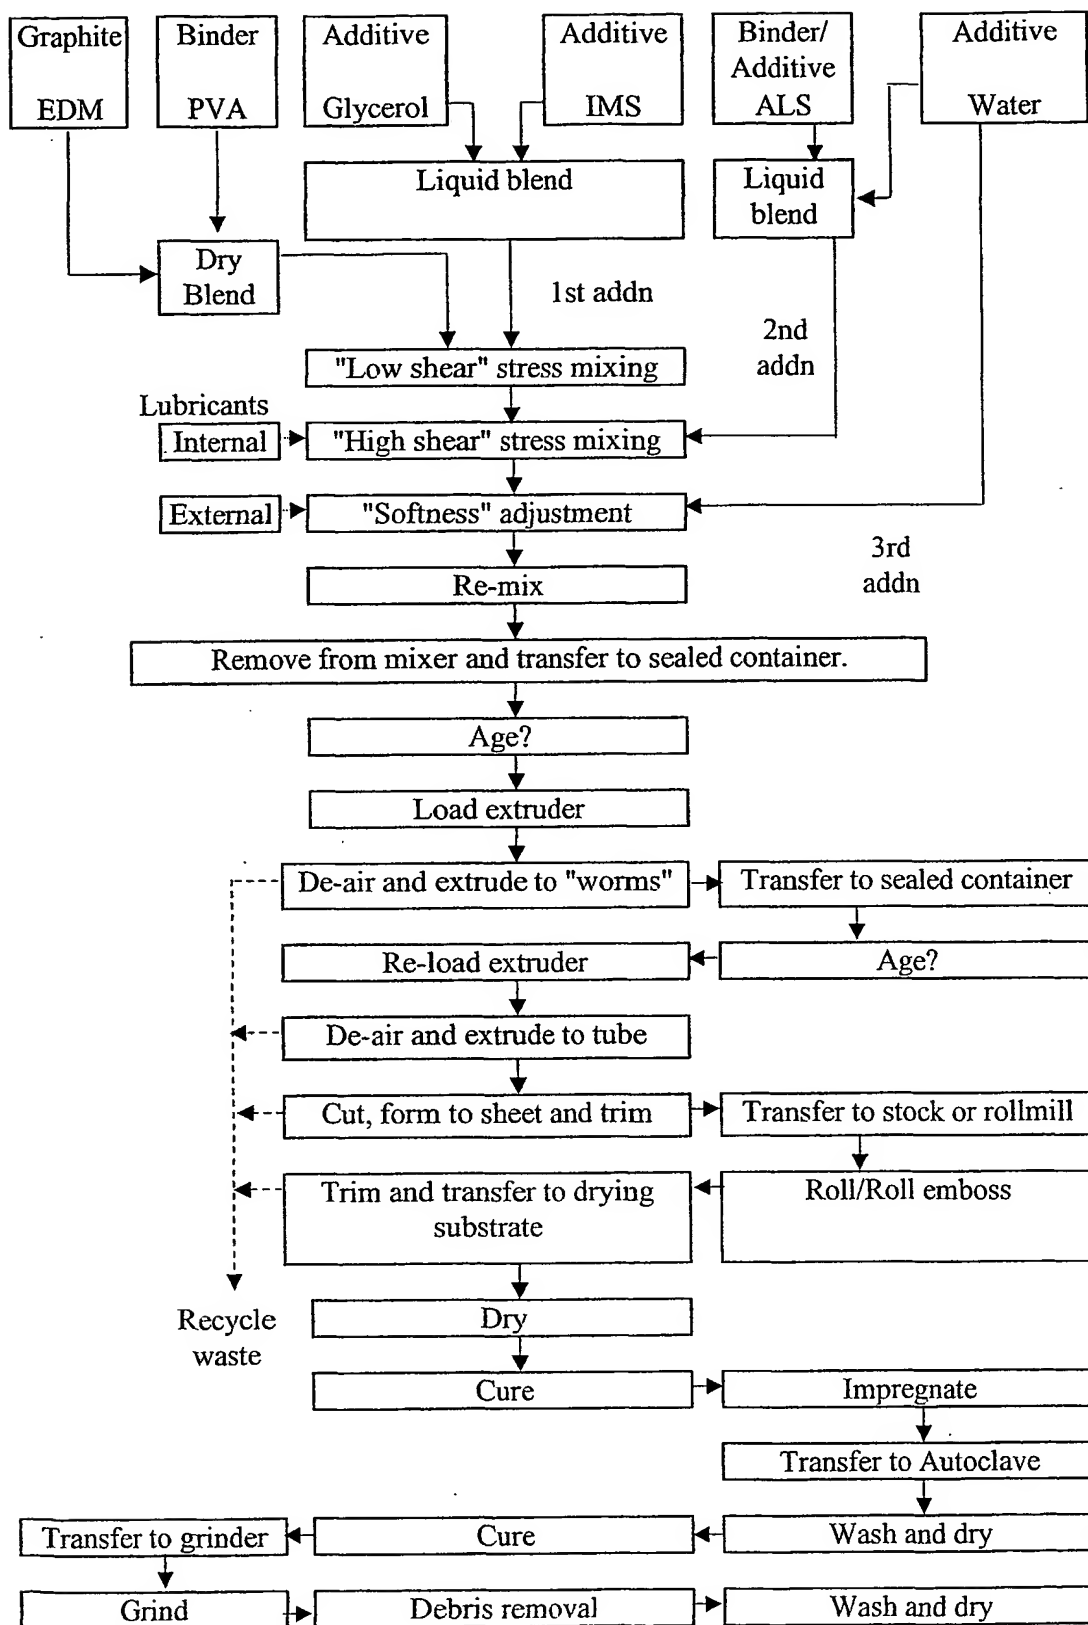 Graphite
EDM
Binder
PVA
Additive
Glycerol
Additive
IMS
Binder/
Additive
ALS
Additive
Water
Liquid blend
Liquid
blend
Dry
Blend
1st addn
2nd
addn
"Low shear" stress mixing
Lubricants
Internal
"High shear" stress mixing
External
"Softness" adjustment
3rd
addn
Re-mix
Remove from mixer and transfer to sealed container.
Age?
Load extruder
De-air and extrude to "worms"
Transfer to sealed container
Re-load extruder
Age?
De-air and extrude to tube
Cut, form to sheet and trim
Transfer to stock or rollmill
Trim and transfer to drying
substrate
Roll/Roll emboss
Recycle
waste
Dry
Cure
Impregnate
Transfer to Autoclave
Transfer to grinder
Cure
Wash and dry
Grind
Debris removal
Wash and dry